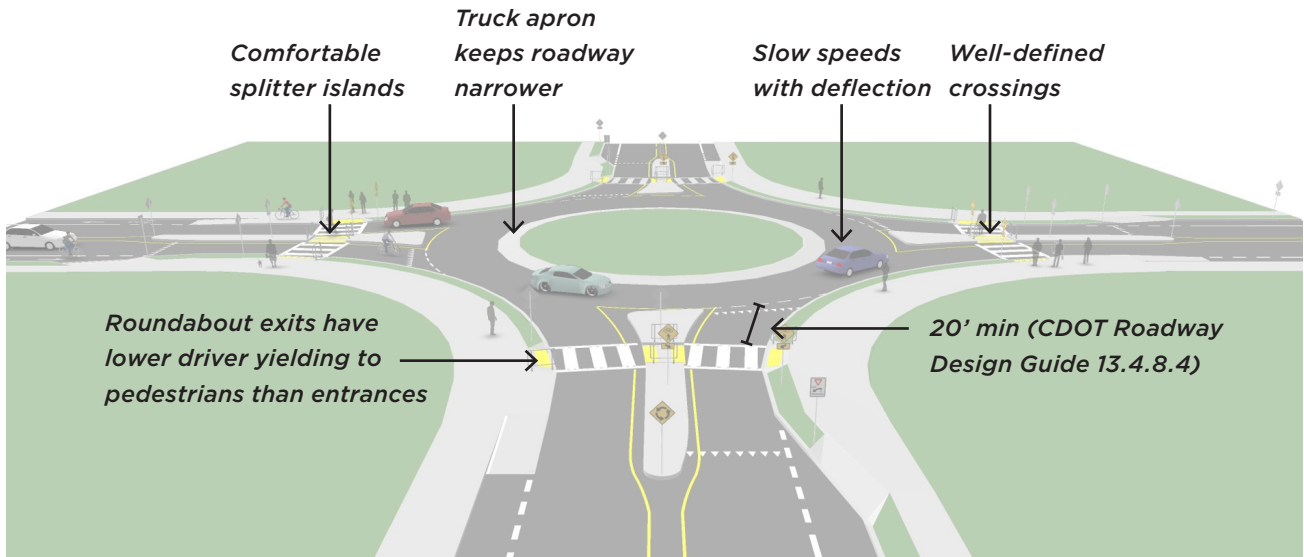 Comfortable
splitter islands
Truck apron
keeps roadway
narrower
Slow speeds
with deflection
Well-defined
crossings
Roundabout exits have
lower driver yielding to
pedestrians than entrances
20’ min (CDOT Roadway
Design Guide 13.4.8.4)